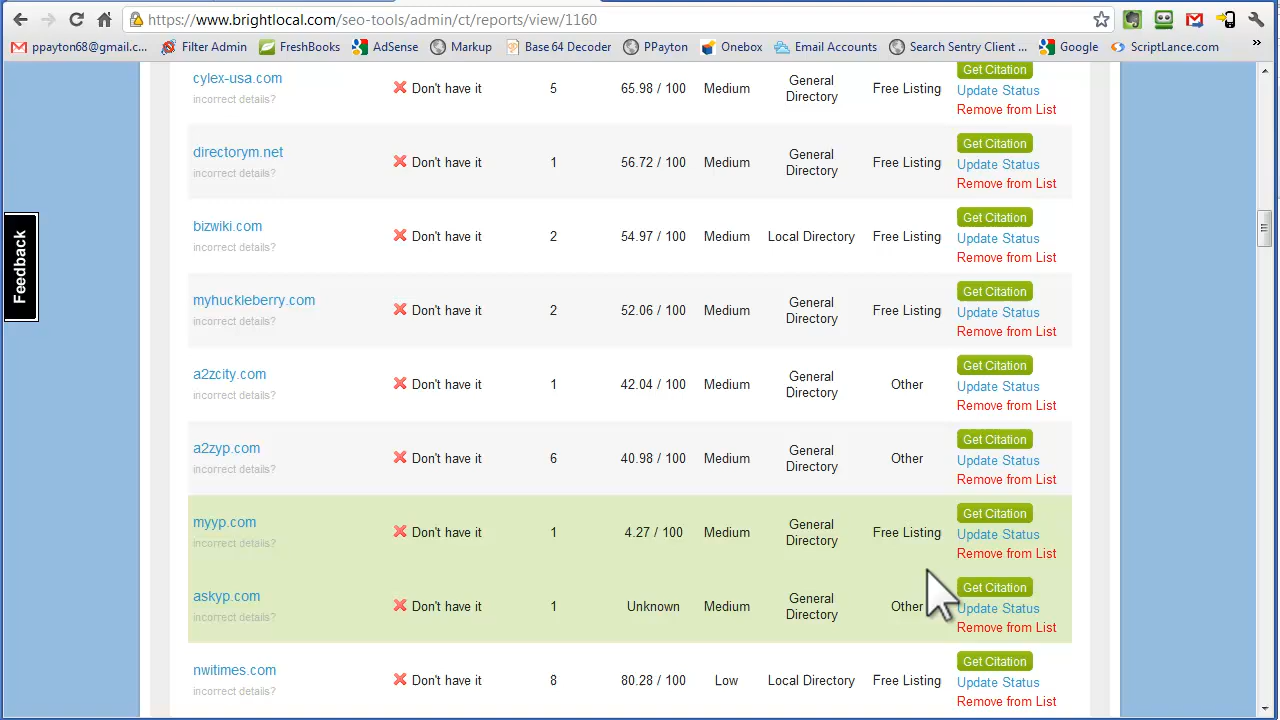 https://www.brightlocal.com/seo-tools/admin/ct/reports/view/1160
ppayton68@gmail.c... Filter Admin FreshBooks AdSense Markup Base 64 Decoder PPayton Onebox Email Accounts Search Sentry Client ... Google ScriptLance.com »
Feedback
cylex-usa.com
incorrect details?
Don't have it 5 65.98 / 100 Medium General Directory Free Listing
Get Citation
Update Status
Remove from List
directorym.net
incorrect details?
Don't have it 1 56.72 / 100 Medium General Directory Free Listing
Get Citation
Update Status
Remove from List
bizwiki.com
incorrect details?
Don't have it 2 54.97 / 100 Medium Local Directory Free Listing
Get Citation
Update Status
Remove from List
myhuckleberry.com
incorrect details?
Don't have it 2 52.06 / 100 Medium General Directory Free Listing
Get Citation
Update Status
Remove from List
a2zcity.com
incorrect details?
Don't have it 1 42.04 / 100 Medium General Directory Other
Get Citation
Update Status
Remove from List
a2zyp.com
incorrect details?
Don't have it 6 40.98 / 100 Medium General Directory Other
Get Citation
Update Status
Remove from List
myyp.com
incorrect details?
Don't have it 1 4.27 / 100 Medium General Directory Free Listing
Get Citation
Update Status
Remove from List
askyp.com
incorrect details?
Don't have it 1 Unknown Medium General Directory Other
Get Citation
Update Status
Remove from List
nwitimes.com
incorrect details?
Don't have it 8 80.28 / 100 Low Local Directory Free Listing
Get Citation
Update Status
Remove from List